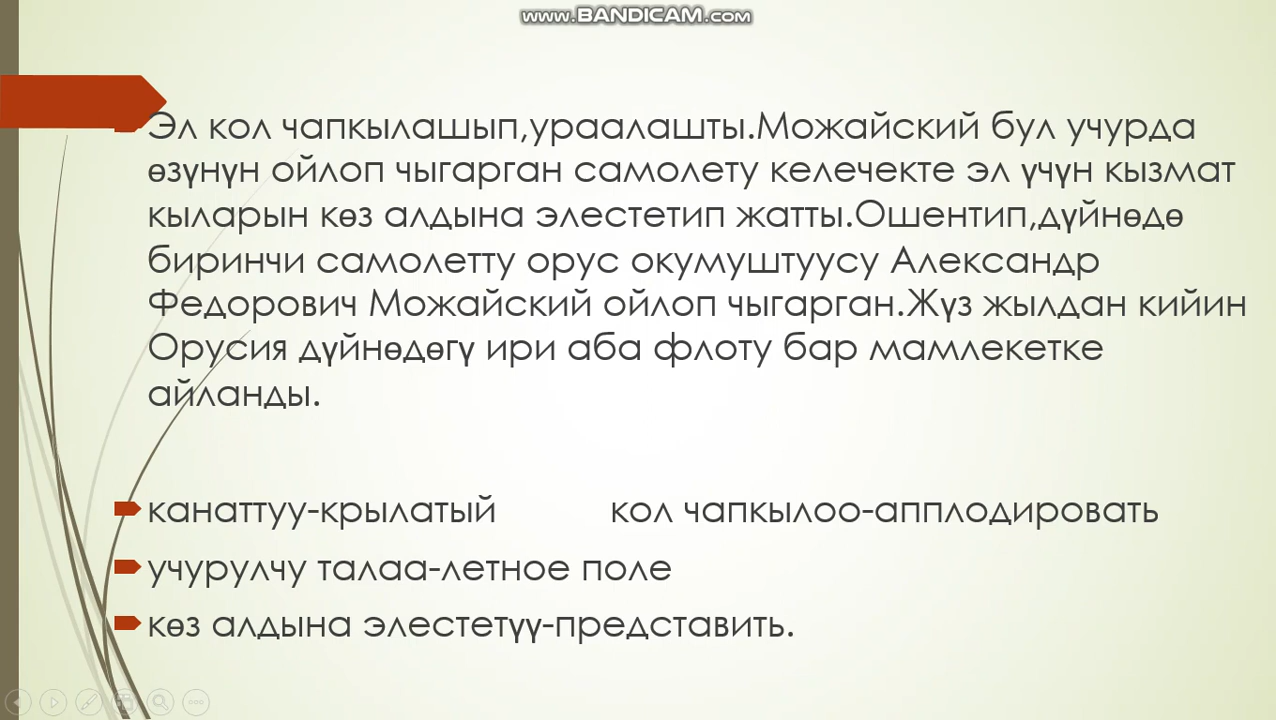 www.BANDICAM.com
Эл кол чапкылашып,ураалашты.Можайский бул учурда
өзүнүн ойлоп чыгарган самолету келечекте эл үчүн кызмат
кыларын көз алдына элестетип жатты.Ошентип,дүйнөдө
биринчи самолетту орус окумуштуусу Александр
Федорович Можайский ойлоп чыгарган.Жүз жылдан кийин
Орусия дүйнөдөгү ири аба флоту бар мамлекетке
айланды.
канаттуу-крылатый кол чапкылоо-апплодировать
учурулчу талаа-летное поле
көз алдына элестетүү-представить.